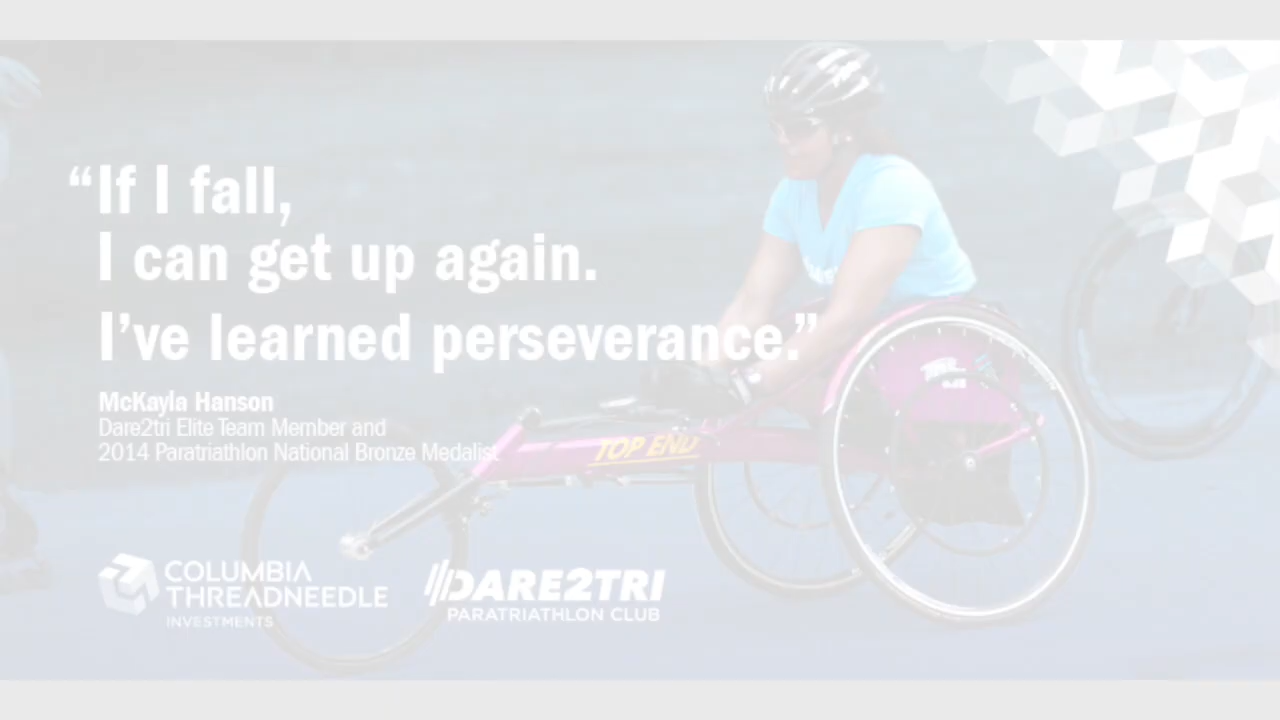 “If I fall,
I can get up again.
I’ve learned perseverance.”
McKayla Hanson
Dare2tri Elite Team Member and
2014 Paratriathlon National Bronze Medalist
TOP END
COLUMBIA
THREADNEEDLE
INVESTMENTS
DARE2TRI
PARATRIATHLON CLUB